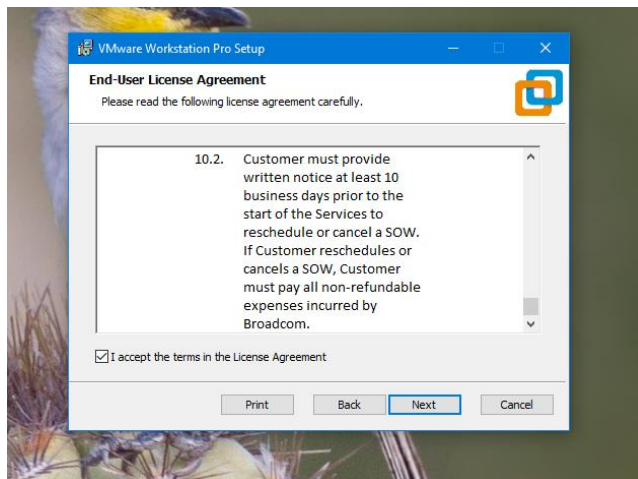 VMware Workstation Pro Setup
End-User License Agreement
Please read the following license agreement carefully.
10.2. Customer must provide
written notice at least 10
business days prior to the
start of the Services to
reschedule or cancel a SOW.
If Customer reschedules or
cancels a SOW, Customer
must pay all non-refundable
expenses incurred by
Broadcom.
I accept the terms in the License Agreement
Print Back Next Cancel